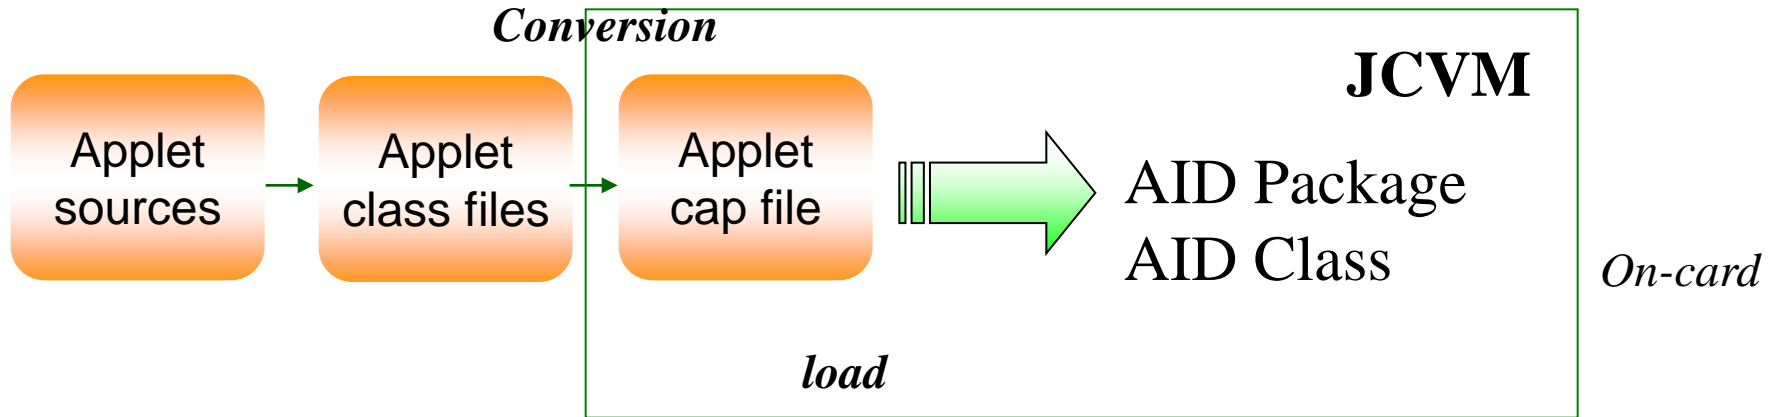 Conversion
JCVM
Applet
sources
Applet
class files
Applet
cap file
AID Package
AID Class
On-card
load